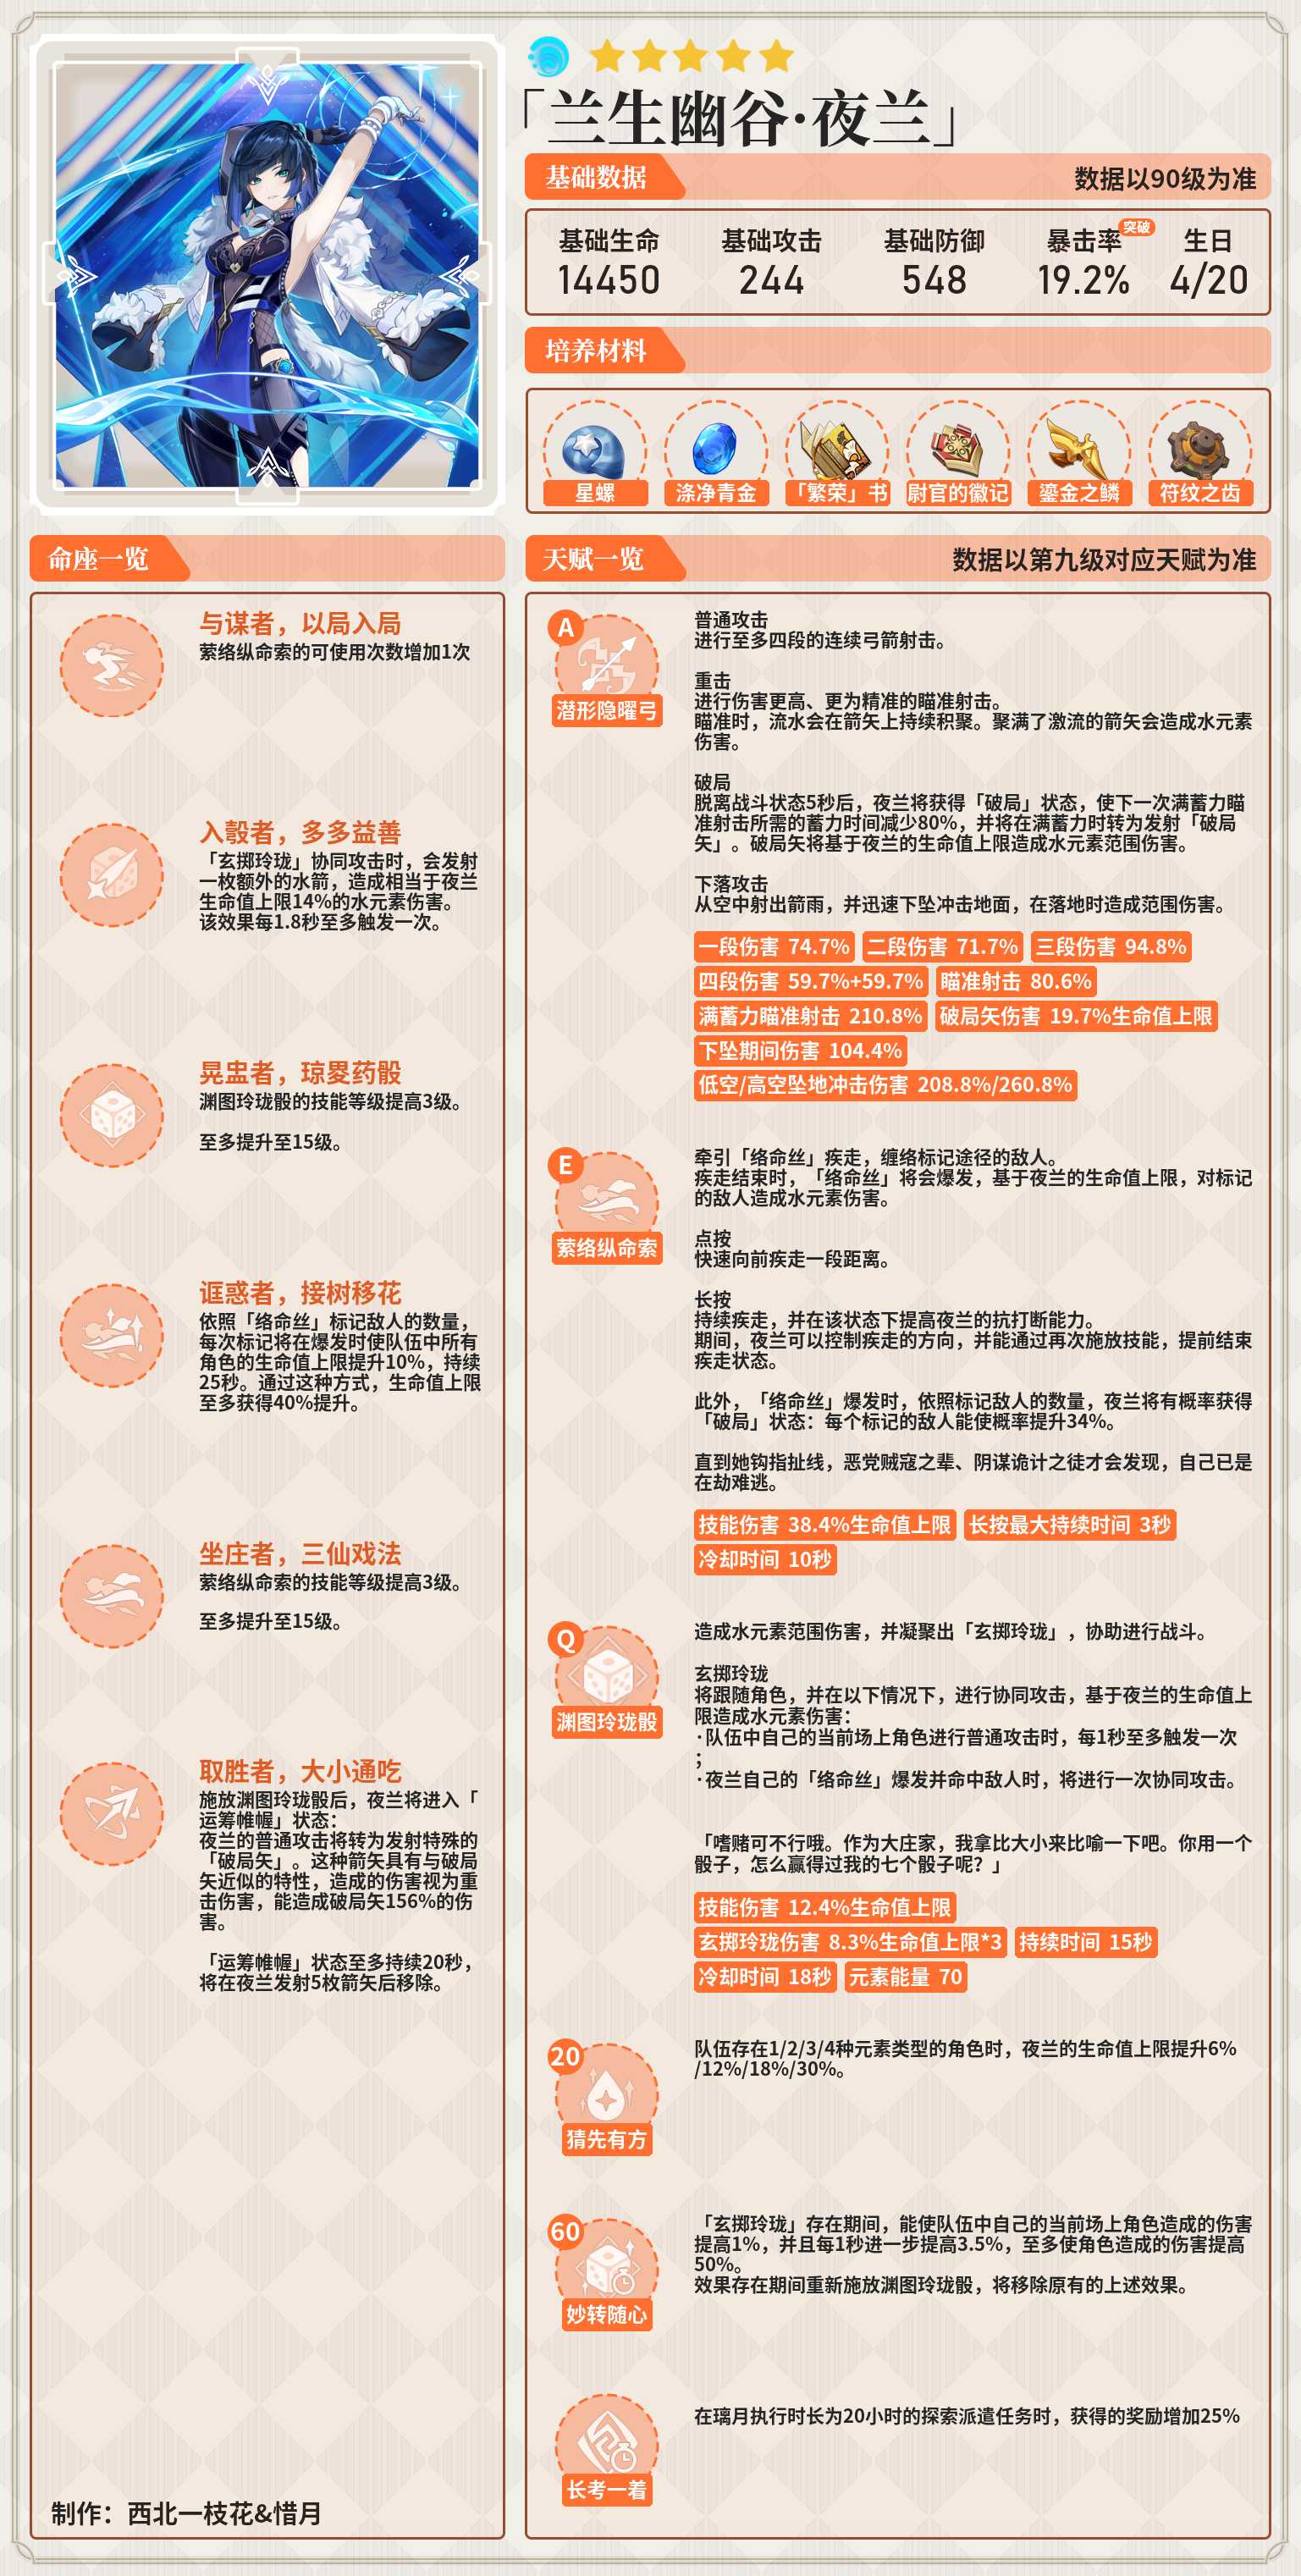 「兰生幽谷·夜兰」
基础数据
数据以90级为准
基础生命 基础攻击 基础防御 暴击率 突破 生日
14450 244 548 19.2% 4/20
培养材料
星螺 涤净青金 「繁荣」书 尉官的徽记 鎏金之鳞 符纹之齿
命座一览
与谋者，以局入局
萦络纵命索的可使用次数增加1次
入彀者，多多益善
「玄掷玲珑」协同攻击时，会发射
一枚额外的水箭，造成相当于夜兰
生命值上限14%的水元素伤害。
该效果每1.8秒至多触发一次。
晃盅者，琼畟药骰
渊图玲珑骰的技能等级提高3级。
至多提升至15级。
诓惑者，接树移花
依照「络命丝」标记敌人的数量，
每次标记将在爆发时使队伍中所有
角色的生命值上限提升10%，持续
25秒。通过这种方式，生命值上限
至多获得40%提升。
坐庄者，三仙戏法
萦络纵命索的技能等级提高3级。
至多提升至15级。
取胜者，大小通吃
施放渊图玲珑骰后，夜兰将进入「
运筹帷幄」状态：
夜兰的普通攻击将转为发射特殊的
「破局矢」。这种箭矢具有与破局
矢近似的特性，造成的伤害视为重
击伤害，能造成破局矢156%的伤
害。
「运筹帷幄」状态至多持续20秒，
将在夜兰发射5枚箭矢后移除。
制作：西北一枝花&惜月
天赋一览
数据以第九级对应天赋为准
A
潜形隐曜弓
普通攻击
进行至多四段的连续弓箭射击。
重击
进行伤害更高、更为精准的瞄准射击。
瞄准时，流水会在箭矢上持续积聚。聚满了激流的箭矢会造成水元素
伤害。
破局
脱离战斗状态5秒后，夜兰将获得「破局」状态，使下一次满蓄力瞄
准射击所需的蓄力时间减少80%，并将在满蓄力时转为发射「破局
矢」。破局矢将基于夜兰的生命值上限造成水元素范围伤害。
下落攻击
从空中射出箭雨，并迅速下坠冲击地面，在落地时造成范围伤害。
一段伤害 74.7% 二段伤害 71.7% 三段伤害 94.8%
四段伤害 59.7%+59.7% 瞄准射击 80.6%
满蓄力瞄准射击 210.8% 破局矢伤害 19.7%生命值上限
下坠期间伤害 104.4%
低空/高空坠地冲击伤害 208.8%/260.8%
E
萦络纵命索
牵引「络命丝」疾走，缠络标记途径的敌人。
疾走结束时，「络命丝」将会爆发，基于夜兰的生命值上限，对标记
的敌人造成水元素伤害。
点按
快速向前疾走一段距离。
长按
持续疾走，并在该状态下提高夜兰的抗打断能力。
期间，夜兰可以控制疾走的方向，并能通过再次施放技能，提前结束
疾走状态。
此外，「络命丝」爆发时，依照标记敌人的数量，夜兰将有概率获得
「破局」状态：每个标记的敌人能使概率提升34%。
直到她钩指扯线，恶党贼寇之辈、阴谋诡计之徒才会发现，自己已是
在劫难逃。
技能伤害 38.4%生命值上限 长按最大持续时间 3秒
冷却时间 10秒
Q
渊图玲珑骰
造成水元素范围伤害，并凝聚出「玄掷玲珑」，协助进行战斗。
玄掷玲珑
将跟随角色，并在以下情况下，进行协同攻击，基于夜兰的生命值上
限造成水元素伤害：
·队伍中自己的当前场上角色进行普通攻击时，每1秒至多触发一次
；
·夜兰自己的「络命丝」爆发并命中敌人时，将进行一次协同攻击。
「嗜赌可不行哦。作为大庄家，我拿比大小来比喻一下吧。你用一个
骰子，怎么赢得过我的七个骰子呢？」
技能伤害 12.4%生命值上限
玄掷玲珑伤害 8.3%生命值上限*3 持续时间 15秒
冷却时间 18秒 元素能量 70
20
猜先有方
队伍存在1/2/3/4种元素类型的角色时，夜兰的生命值上限提升6%
/12%/18%/30%。
60
妙转随心
「玄掷玲珑」存在期间，能使队伍中自己的当前场上角色造成的伤害
提高1%，并且每1秒进一步提高3.5%，至多使角色造成的伤害提高
50%。
效果存在期间重新施放渊图玲珑骰，将移除原有的上述效果。
长考一着
在璃月执行时长为20小时的探索派遣任务时，获得的奖励增加25%